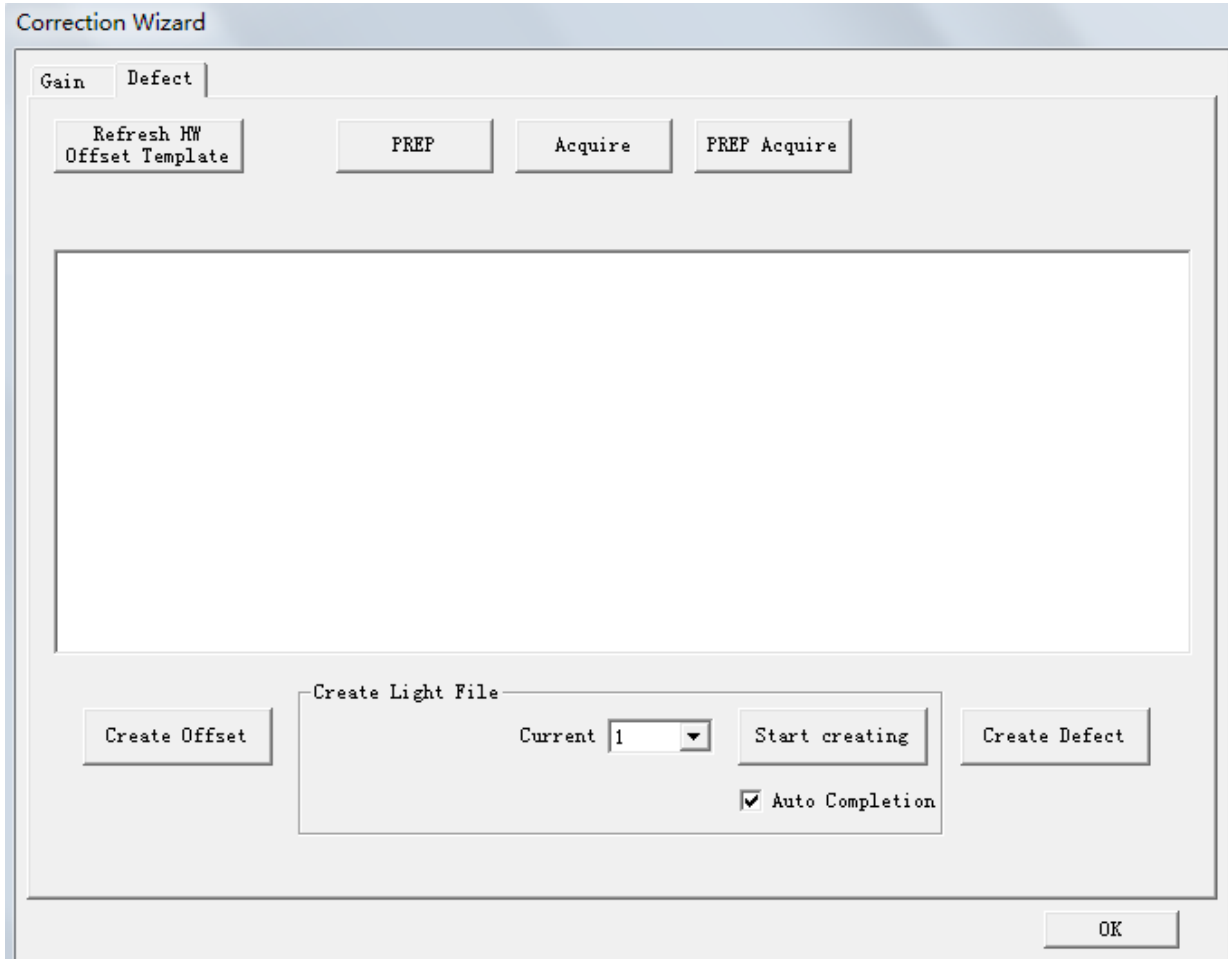 Correction Wizard
Gain
Defect
Refresh HW
Offset Template
PREP
Acquire
PREP Acquire
Create Light File
Create Offset
Current
1
Start creating
Create Defect
Auto Completion
OK